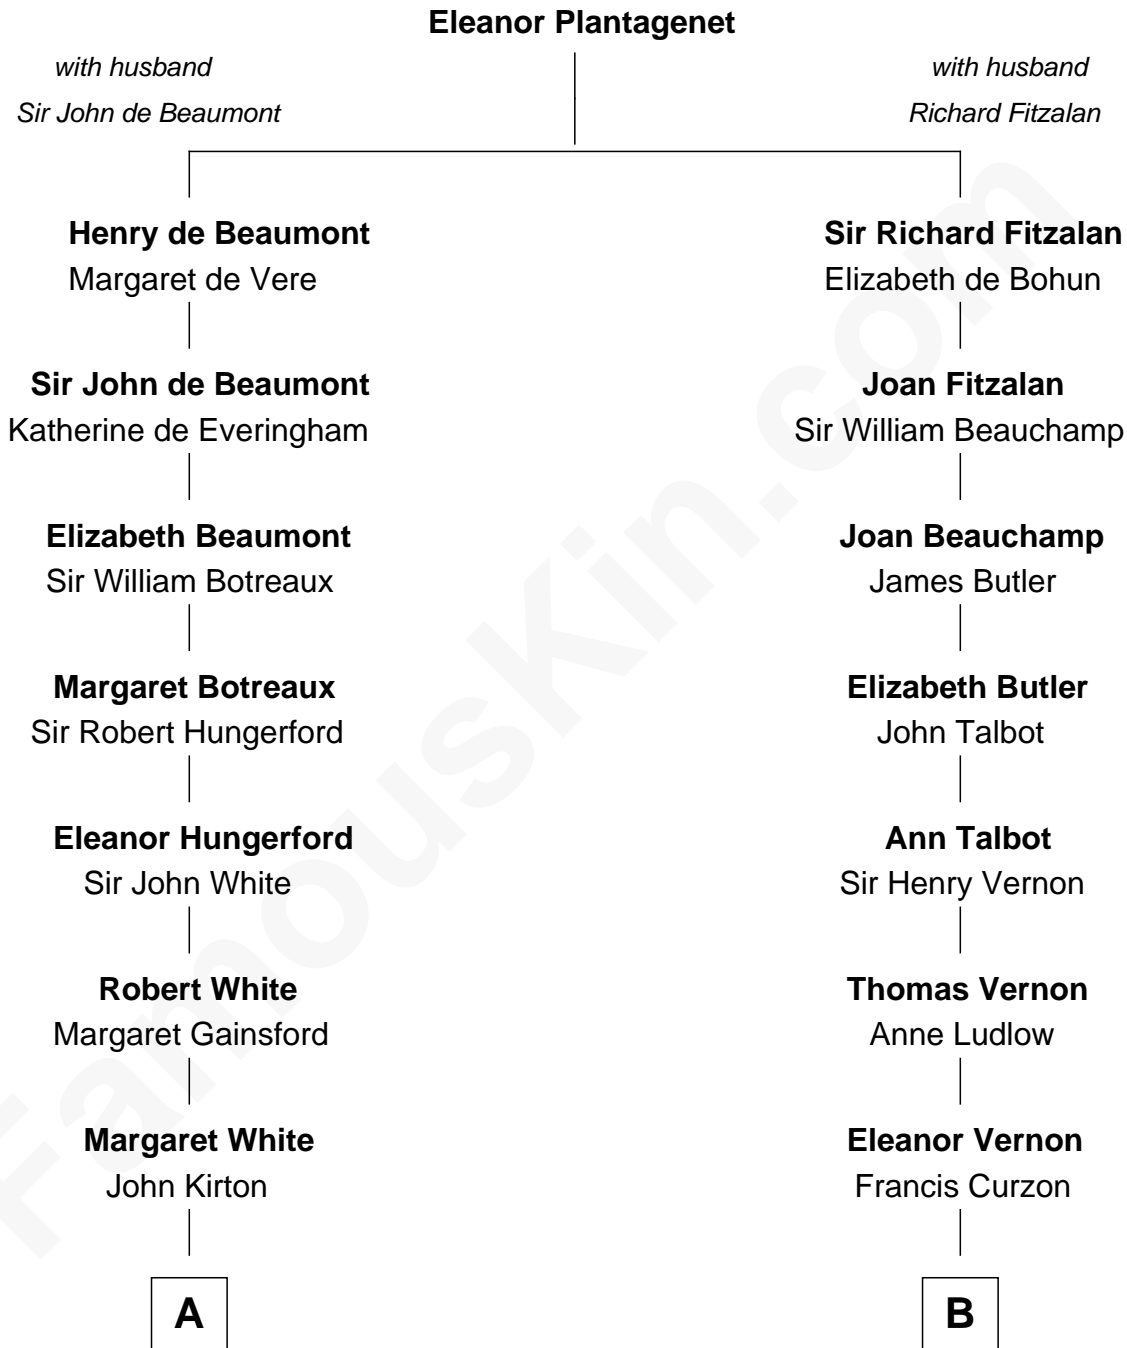 Eleanor Plantagenet
with husband
Sir John de Beaumont
with husband
Richard Fitzalan
Henry de Beaumont
Margaret de Vere
Sir Richard Fitzalan
Elizabeth de Bohun
Sir John de Beaumont
Katherine de Everingham
Joan Fitzalan
Sir William Beauchamp
Elizabeth Beaumont
Sir William Botreaux
Joan Beauchamp
James Butler
Margaret Botreaux
Sir Robert Hungerford
Elizabeth Butler
John Talbot
Eleanor Hungerford
Sir John White
Ann Talbot
Sir Henry Vernon
Robert White
Margaret Gainsford
Thomas Vernon
Anne Ludlow
Margaret White
John Kirton
Eleanor Vernon
Francis Curzon
A
B
FamousKin.com